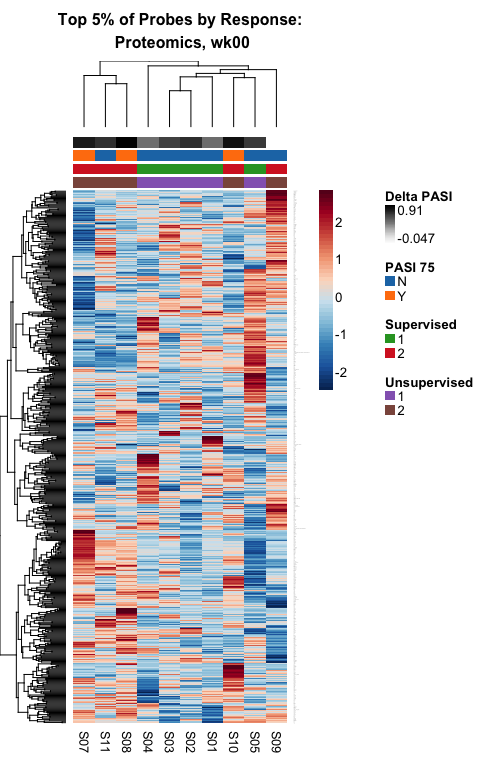 Top 5% of Probes by Response:
Proteomics, wk00
Delta PASI
0.91
-0.047
PASI 75
N
Y
Supervised
1
2
Unsupervised
1
2
2
1
0
-1
-2
S07 S11 S08 S04 S03 S02 S01 S10 S05 S09